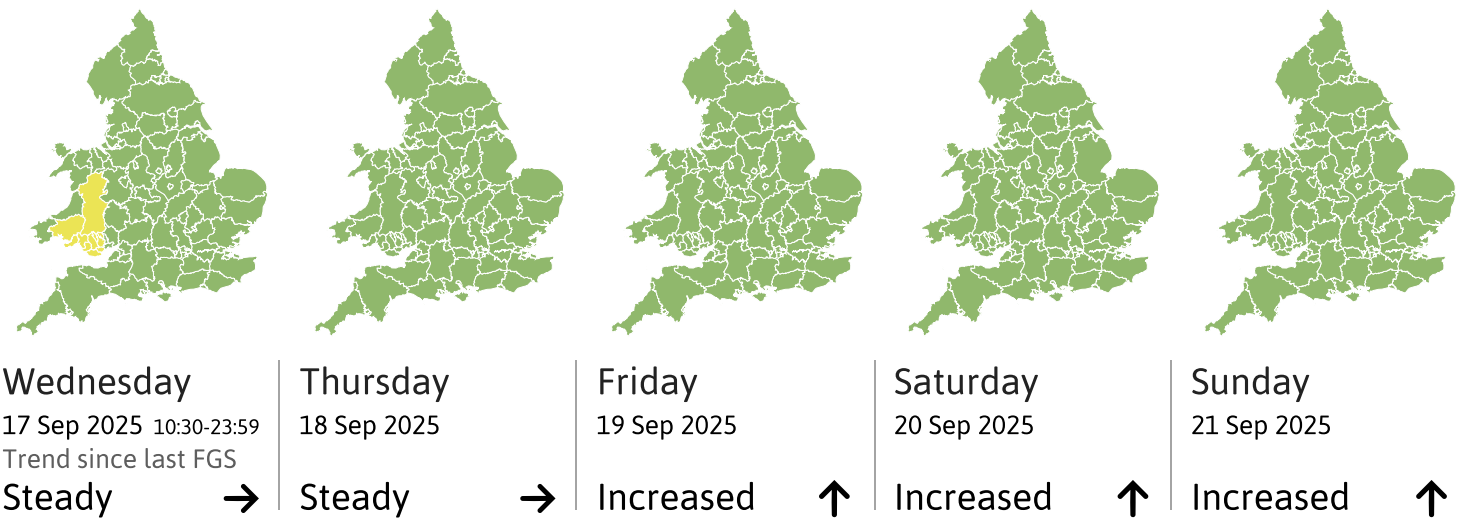 Wednesday
17 Sep 2025 10:30-23:59
Trend since last FGS
Steady
Thursday
18 Sep 2025
Steady
Friday
19 Sep 2025
Increased
Saturday
20 Sep 2025
Increased
Sunday
21 Sep 2025
Increased